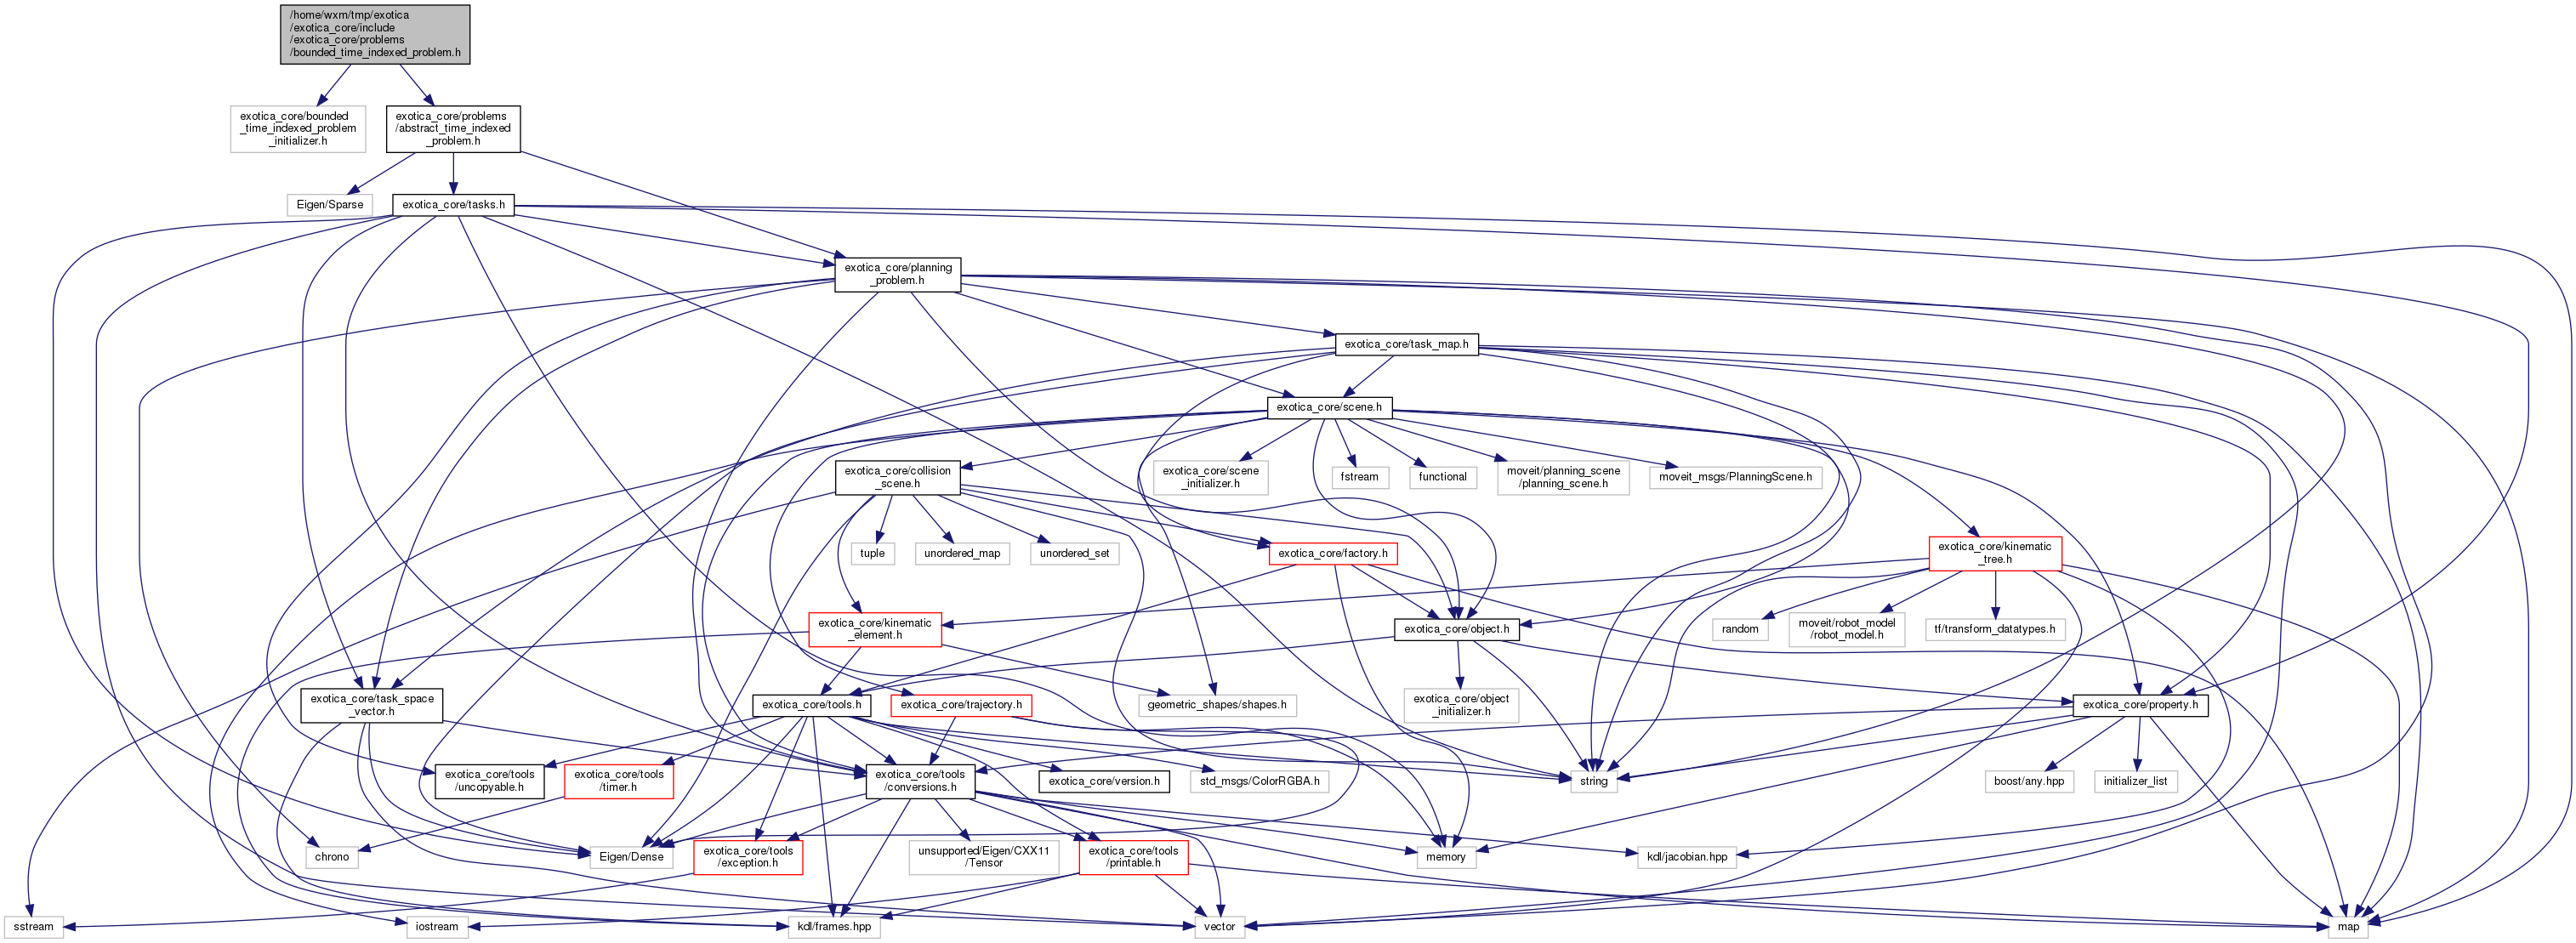 /home/wxm/tmp/exotica
/exotica_core/include
/exotica_core/problems
/bounded_time_indexed_problem.h
exotica_core/bounded
_time_indexed_problem
_initializer.h
exotica_core/problems
/abstract_time_indexed
_problem.h
Eigen/Sparse
exotica_core/tasks.h
exotica_core/planning
_problem.h
exotica_core/task_map.h
exotica_core/scene.h
exotica_core/collision
_scene.h
exotica_core/scene
_initializer.h
fstream
functional
moveit/planning_scene
/planning_scene.h
moveit_msgs/PlanningScene.h
tuple
unordered_map
unordered_set
exotica_core/factory.h
exotica_core/kinematic
_tree.h
exotica_core/kinematic
_element.h
exotica_core/object.h
random
moveit/robot_model
/robot_model.h
tf/transform_datatypes.h
exotica_core/task_space
_vector.h
exotica_core/tools.h
exotica_core/trajectory.h
geometric_shapes/shapes.h
exotica_core/object
_initializer.h
exotica_core/property.h
exotica_core/tools
/uncopyable.h
exotica_core/tools
/timer.h
exotica_core/tools
/conversions.h
exotica_core/version.h
std_msgs/ColorRGBA.h
string
boost/any.hpp
initializer_list
chrono
Eigen/Dense
exotica_core/tools
/exception.h
unsupported/Eigen/CXX11
/Tensor
exotica_core/tools
/printable.h
memory
kdl/jacobian.hpp
sstream
iostream
kdl/frames.hpp
vector
map